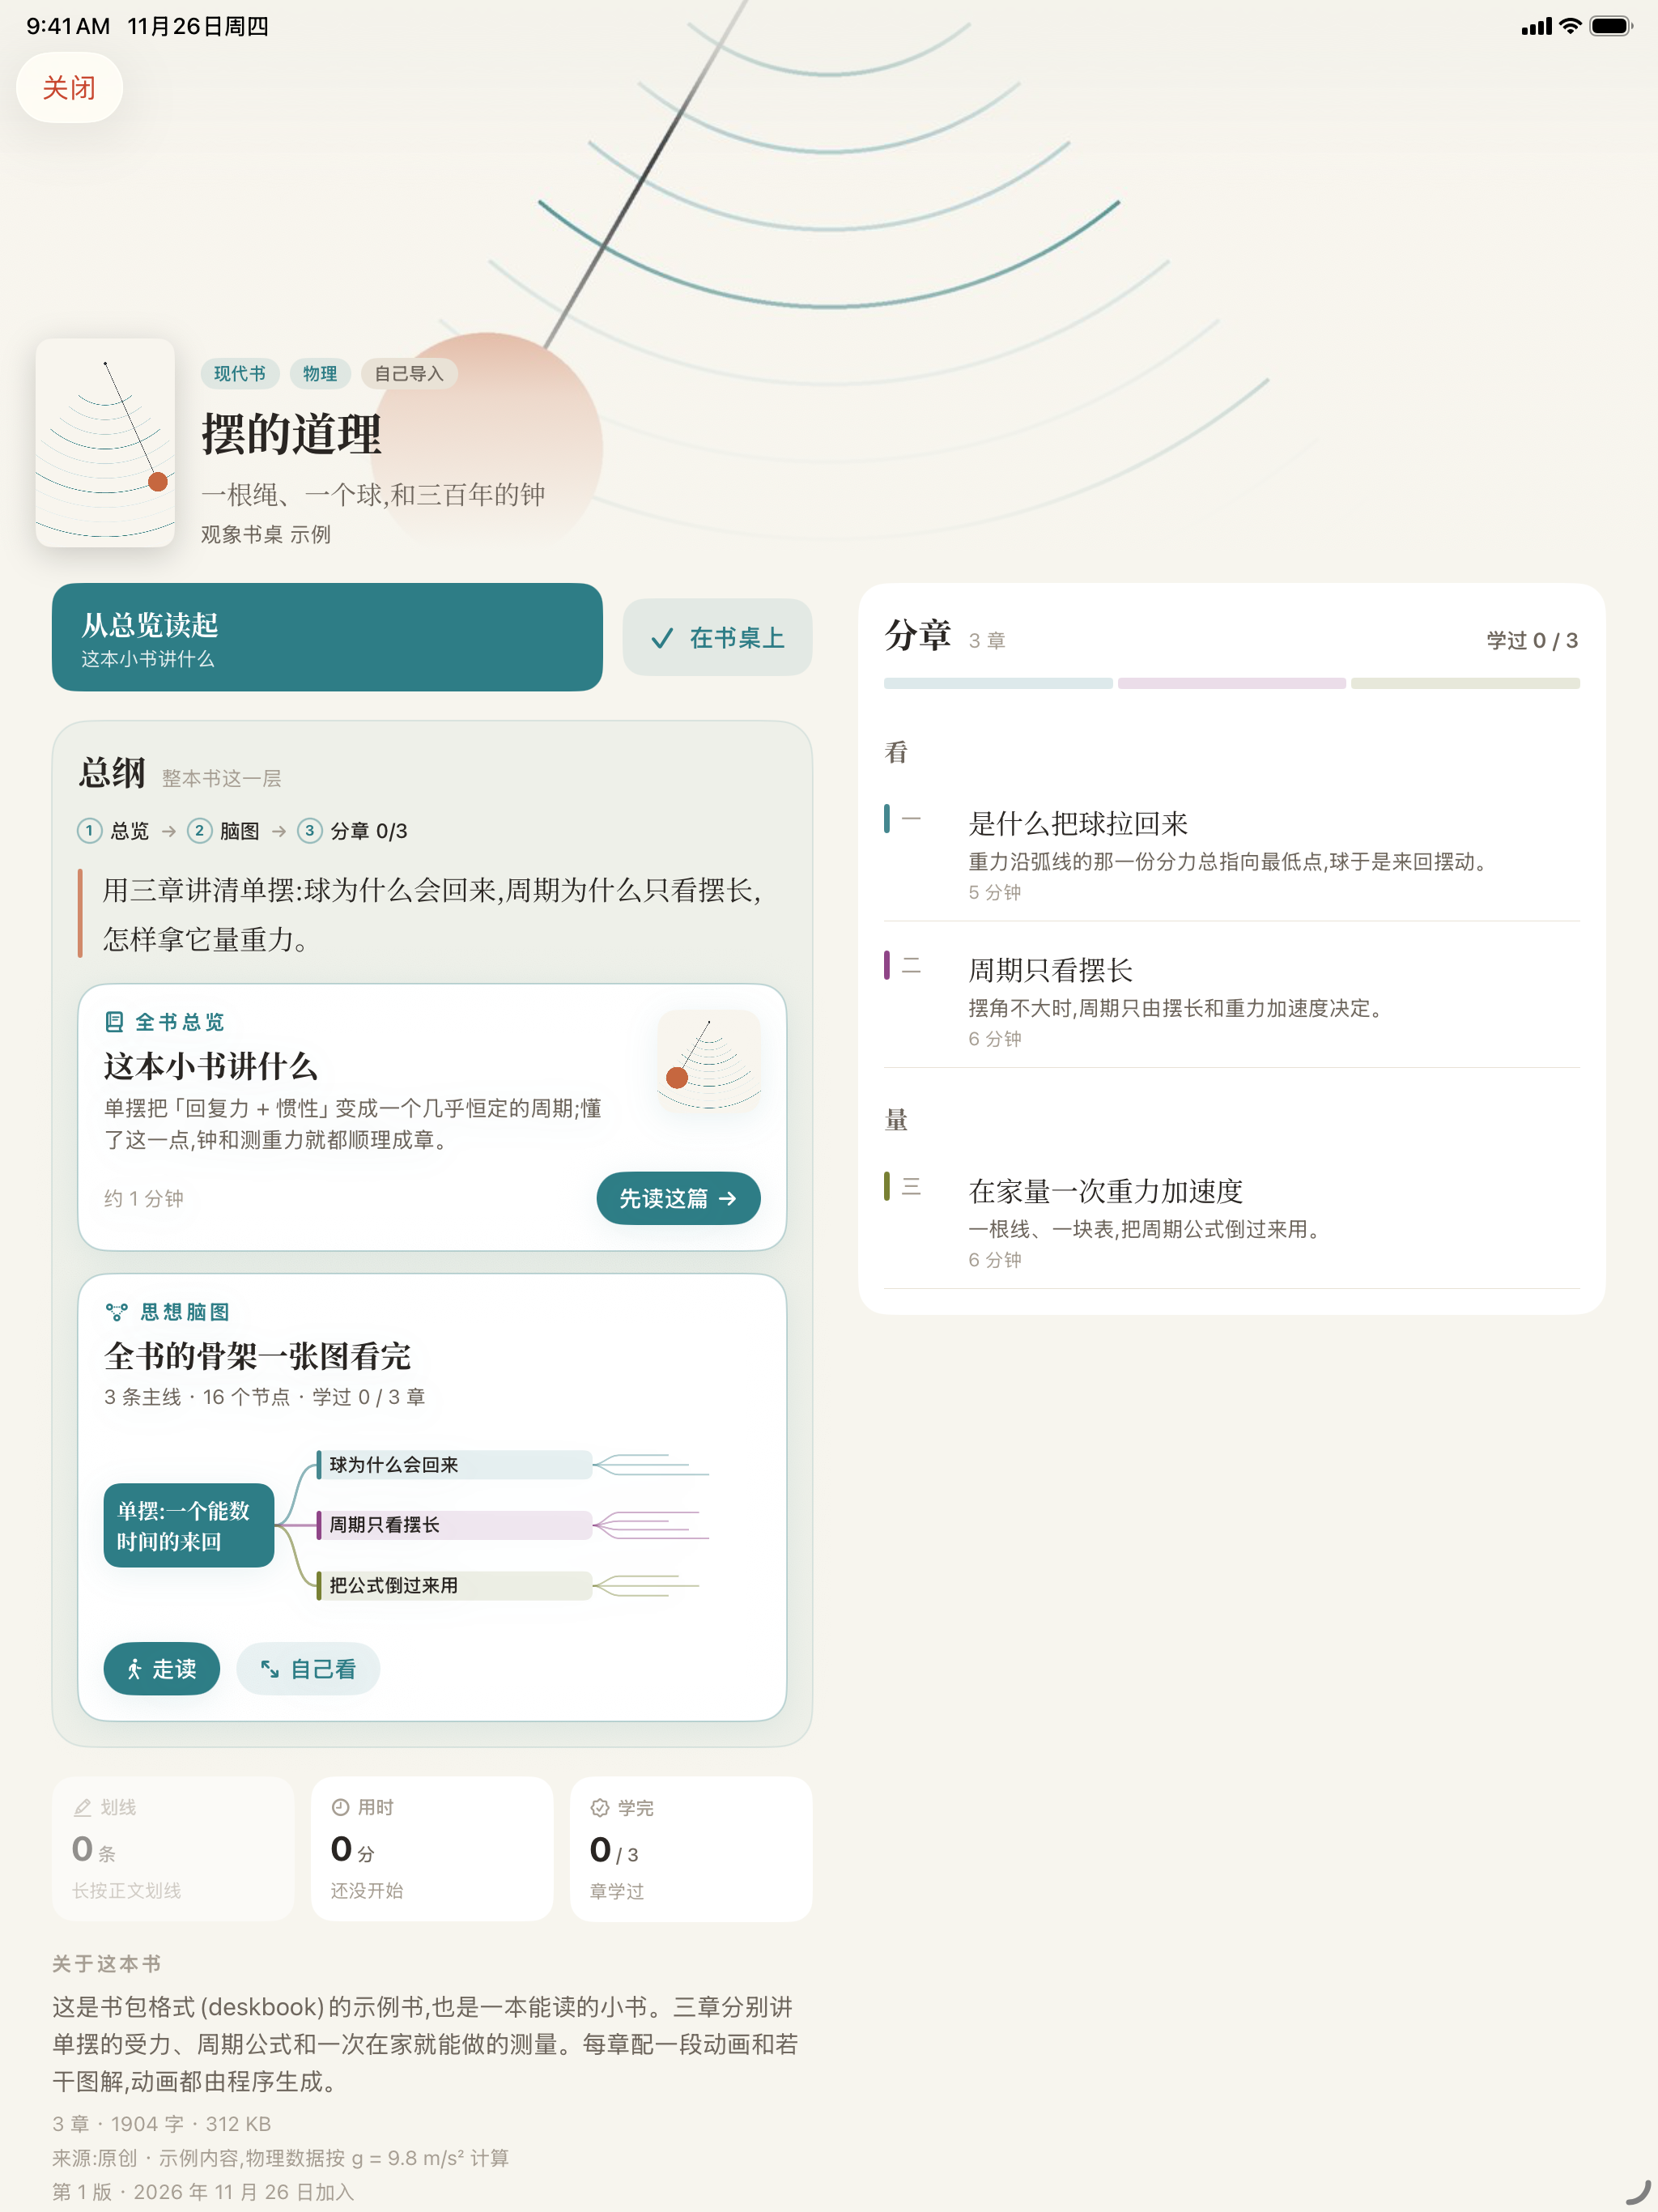 9:41 AM 11月26日周四
关闭
现代书 物理 自己导入
摆的道理
一根绳、一个球,和三百年的钟
观象书桌 示例
从总览读起
这本小书讲什么
在书桌上
总纲 整本书这一层
1 总览 → 2 脑图 → 3 分章 0/3
用三章讲清单摆:球为什么会回来,周期为什么只看摆长,
怎样拿它量重力。
全书总览
这本小书讲什么
单摆把「回复力 + 惯性」变成一个几乎恒定的周期;懂
了这一点,钟和测重力就都顺理成章。
约 1 分钟
先读这篇 →
思想脑图
全书的骨架一张图看完
3 条主线 · 16 个节点 · 学过 0 / 3 章
单摆:一个能数
时间的来回
球为什么会回来
周期只看摆长
把公式倒过来用
走读
自己看
划线
0 条
长按正文划线
用时
0 分
还没开始
学完
0 / 3
章学过
关于这本书
这是书包格式 (deskbook) 的示例书,也是一本能读的小书。三章分别讲
单摆的受力、周期公式和一次在家就能做的测量。每章配一段动画和若
干图解,动画都由程序生成。
3 章 · 1904 字 · 312 KB
来源:原创 · 示例内容,物理数据按 g = 9.8 m/s² 计算
第 1 版 · 2026 年 11 月 26 日加入
分章 3 章 学过 0 / 3
看
一 是什么把球拉回来
重力沿弧线的那一份分力总指向最低点,球于是来回摆动。
5 分钟
二 周期只看摆长
摆角不大时,周期只由摆长和重力加速度决定。
6 分钟
量
三 在家量一次重力加速度
一根线、一块表,把周期公式倒过来用。
6 分钟